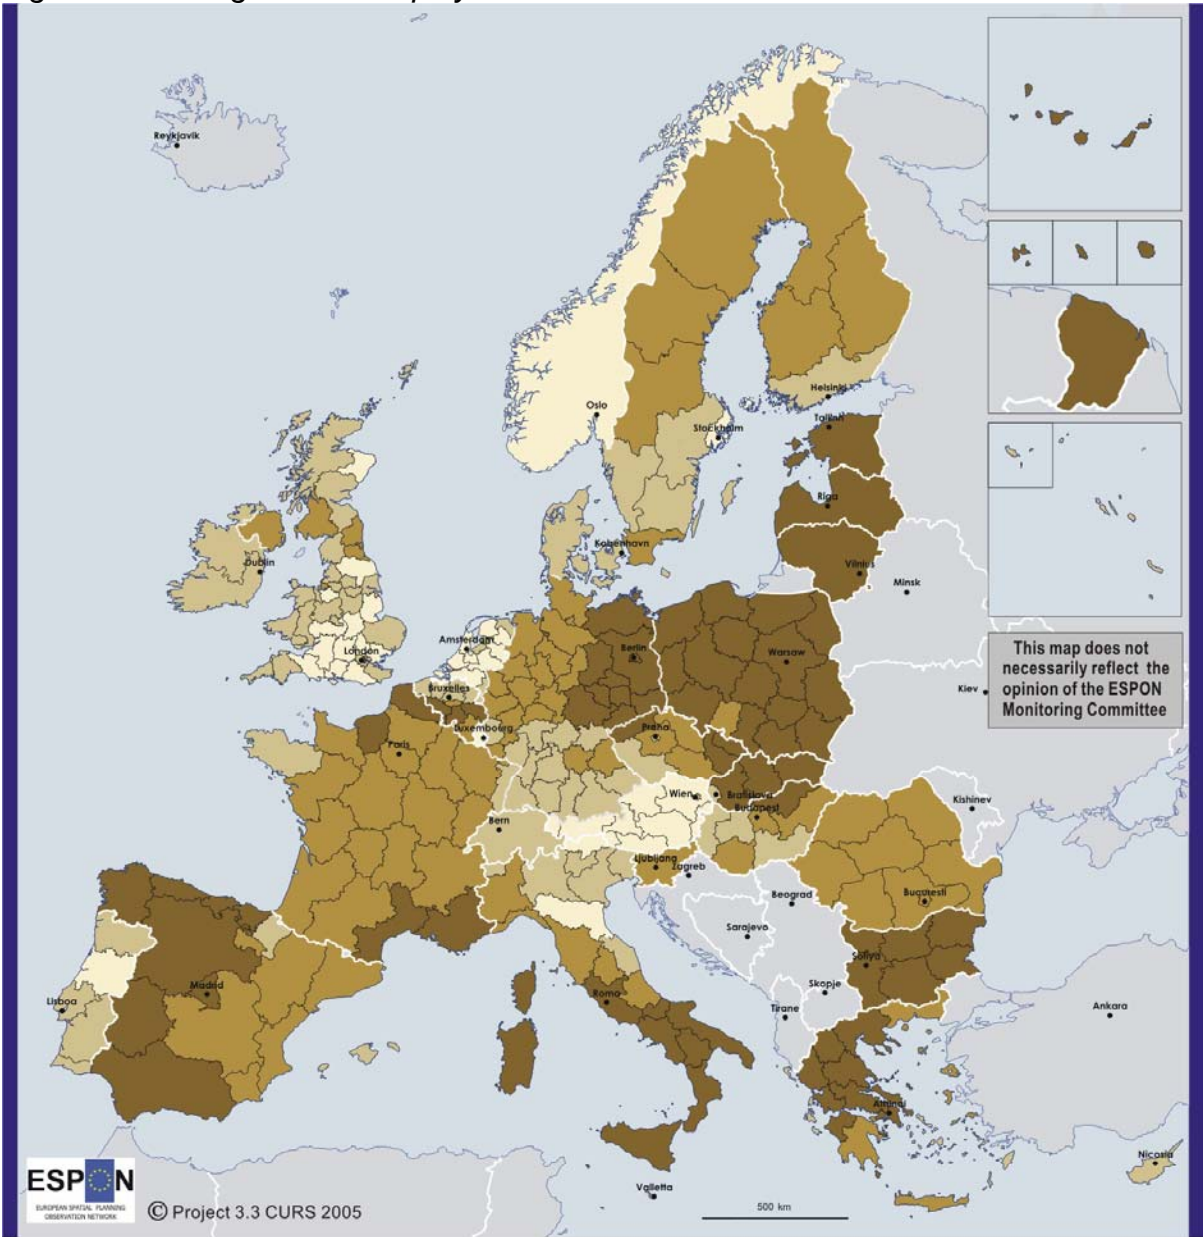 Reykjavik
Oslo
Helsinki
Stockholm
Tallinn
Riga
København
Dublin
Vilnius
Minsk
This map does not
necessarily reflect the
opinion of the ESPON
Monitoring Committee
Amsterdam
London
Berlin
Warsaw
Bruxelles
Kiev
Luxembourg
Praha
Paris
Wien
Bratislava
Kishinev
Budapest
Bern
Ljubljana
Zagreb
Beograd
Bucuresti
Sarajevo
Sofiya
Madrid
Skopje
Roma
Lisboa
Tirane
Ankara
Athinai
Nicosia
Valletta
ESPON
EUROPEAN SPATIAL PLANNING
OBSERVATION NETWORK
© Project 3.3 CURS 2005
500 km